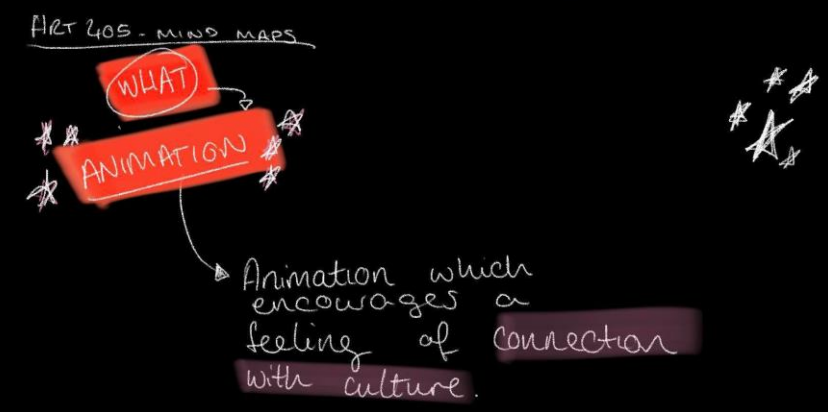 ART 405 - MIND MAPS
WHAT
ANIMATION
Animation which
encourages a
feeling of connection
with culture.